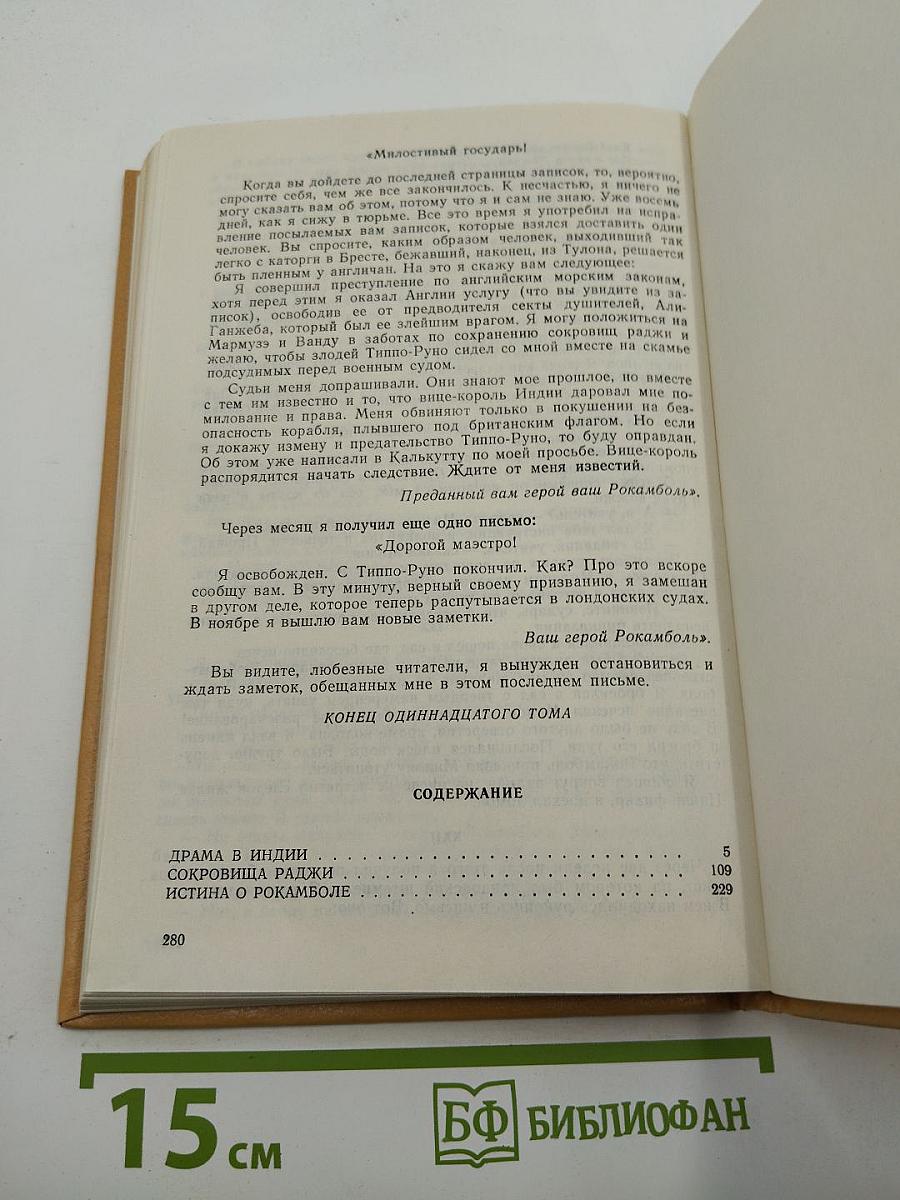 «Милостивый государь!
Когда вы дойдете до последней страницы записок, то, вероятно,
спросите себя, чем же все закончилось. К несчастью, я ничего не
могу сказать вам об этом, потому что я и сам не знаю. Уже восемь
дней, как я сижу в тюрьме. Все это время я употребил на испра-
вление посылаемых вам записок, которые взялся доставить один
человек. Вы спросите, каким образом человек, выходивший так
легко с каторги в Бресте, бежавший, наконец, из Тулона, решается
быть пленным у англичан. На это я скажу вам следующее:
Я совершил преступление по английским морским законам,
хотя перед этим я оказал Англии услугу (что вы увидите из за-
писок), освободив ее от предводителя секты душителей, Али-
Ганжеба, который был ее злейшим врагом. Я могу положиться на
Мармузэ и Ванду в заботах по сохранению сокровищ раджи и
желаю, чтобы злодей Типпо-Руно сидел со мной вместе на скамье
подсудимых перед военным судом.
Судьи меня допрашивали. Они знают мое прошлое, но вместе
с тем им известно и то, что вице-король Индии даровал мне по-
милование и права. Меня обвиняют только в покушении на без-
опасность корабля, плывшего под британским флагом. Но если
я докажу измену и предательство Типпо-Руно, то буду оправдан.
Об этом уже написали в Калькутту по моей просьбе. Вице-король
распорядится начать следствие. Ждите от меня известий.
Преданный вам герой ваш Рокамболь».
Через месяц я получил еще одно письмо:
«Дорогой маэстро!
Я освобожден. С Типпо-Руно покончил. Как? Про это вскоре
сообщу вам. В эту минуту, верный своему призванию, я замешан
в другом деле, которое теперь распутывается в лондонских судах.
В ноябре я вышлю вам новые заметки.
Ваш герой Рокамболь».
Вы видите, любезные читатели, я вынужден остановиться и
ждать заметок, обещанных мне в этом последнем письме.
КОНЕЦ ОДИННАДЦАТОГО ТОМА
СОДЕРЖАНИЕ
ДРАМА В ИНДИИ . . . . . . . . . . . . . . . . . . . . . . . . 5
СОКРОВИЩА РАДЖИ . . . . . . . . . . . . . . . . . . . . . . 109
ИСТИНА О РОКАМБОЛЕ . . . . . . . . . . . . . . . . . . . . . 229
280
15 см
БФ БИБЛИОФАН